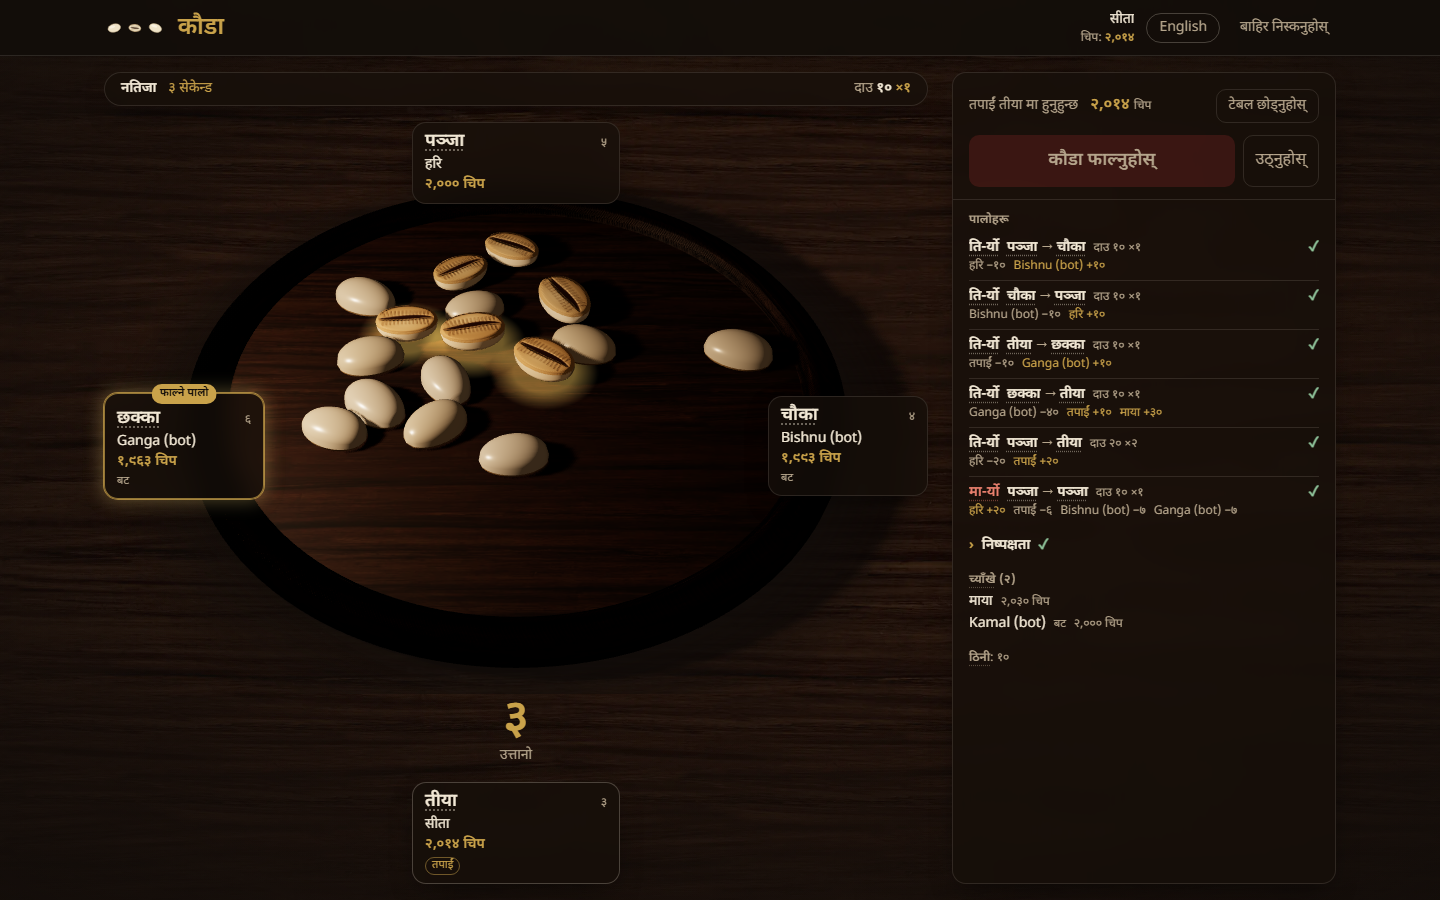 कौडा
सीता
चिप: २,०१४
English
बाहिर निस्कनुहोस्
नतिजा ३ सेकेन्ड
दाउ १० ×१
पञ्जा ५
हरि
२,००० चिप
फाल्ने पालो
छक्का ६
Ganga (bot)
१,९६३ चिप
बट
चौका ४
Bishnu (bot)
१,९९३ चिप
बट
३
उत्तानो
तीया ३
सीता
२,०१४ चिप
तपाईं
तपाईं तीया मा हुनुहुन्छ २,०१४ चिप
टेबल छोड्नुहोस्
कौडा फाल्नुहोस्
उठ्नुहोस्
पालोहरू
ति-र्यो पञ्जा → चौका दाउ १० ×१ ✓
हरि −१० Bishnu (bot) +१०
ति-र्यो चौका → पञ्जा दाउ १० ×१ ✓
Bishnu (bot) −१० हरि +१०
ति-र्यो तीया → छक्का दाउ १० ×१ ✓
तपाईं −१० Ganga (bot) +१०
ति-र्यो छक्का → तीया दाउ १० ×१ ✓
Ganga (bot) −४० तपाईं +१० माया +३०
ति-र्यो पञ्जा → तीया दाउ २० ×२ ✓
हरि −२० तपाईं +२०
मा-र्यो पञ्जा → पञ्जा दाउ १० ×१ ✓
हरि +२० तपाईं −६ Bishnu (bot) −७ Ganga (bot) −७
› निष्पक्षता ✓
च्याँखे (२)
माया २,०३० चिप
Kamal (bot) बट २,००० चिप
ठिनी: १०